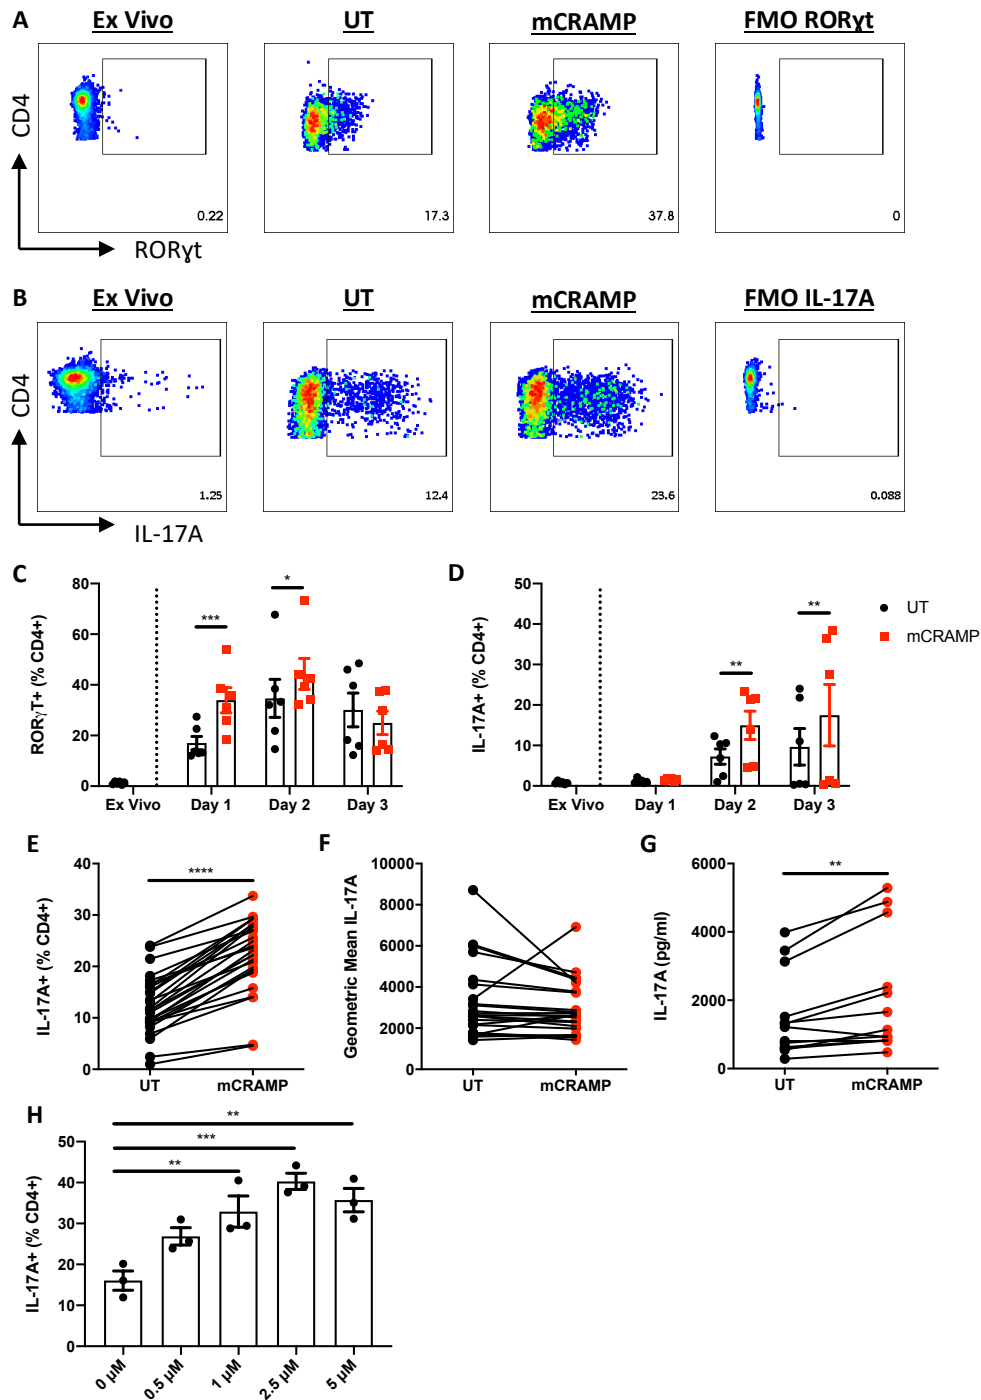 A
Ex Vivo
UT
mCRAMP
FMO RORɣt
CD4
0.22
17.3
37.8
0
RORɣt
B
Ex Vivo
UT
mCRAMP
FMO IL-17A
CD4
1.25
12.4
23.6
0.088
IL-17A
C
RORγT+ (% CD4+)
80
60
40
20
0
***
*
Ex Vivo
Day 1
Day 2
Day 3
D
IL-17A+ (% CD4+)
50
40
30
20
10
0
**
**
Ex Vivo
Day 1
Day 2
Day 3
UT
mCRAMP
E
IL-17A+ (% CD4+)
40
30
20
10
0
****
UT
mCRAMP
F
Geometric Mean IL-17A
10000
8000
6000
4000
2000
0
UT
mCRAMP
G
IL-17A (pg/ml)
6000
4000
2000
0
**
UT
mCRAMP
H
IL-17A+ (% CD4+)
50
40
30
20
10
0
**
***
**
0 µM
0.5 µM
1 µM
2.5 µM
5 µM